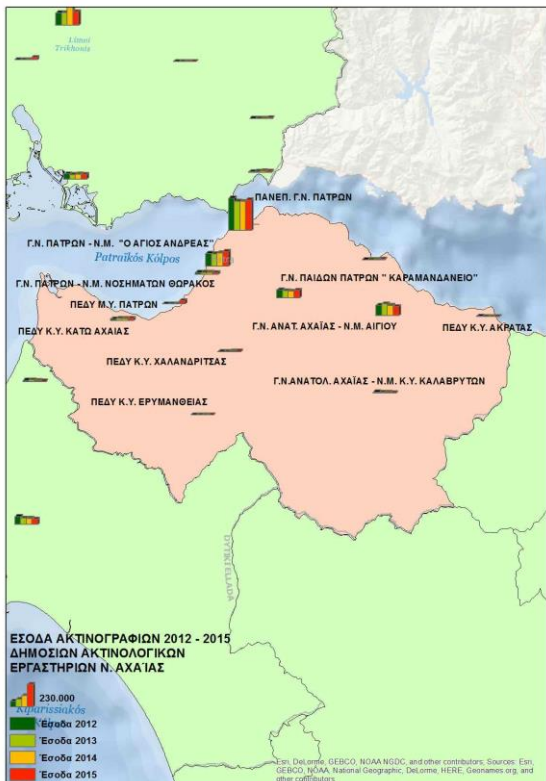 Limni
Trikhonis
ΠΑΝΕΠ. Γ.Ν. ΠΑΤΡΩΝ
Γ.Ν. ΠΑΤΡΩΝ - Ν.Μ. "Ο ΑΓΙΟΣ ΑΝΔΡΕΑΣ"
Patraïkós Kólpos
Γ.Ν. ΠΑΙΔΩΝ ΠΑΤΡΩΝ " ΚΑΡΑΜΑΝΔΑΝΕΙΟ"
Γ.Ν. ΠΑΤΡΩΝ - Ν.Μ. ΝΟΣΗΜΑΤΩΝ ΘΩΡΑΚΟΣ
ΠΕΔΥ Μ.Υ. ΠΑΤΡΩΝ
ΠΕΔΥ Κ.Υ. ΚΑΤΩ ΑΧΑΙΑΣ
Γ.Ν. ΑΝΑΤ. ΑΧΑΪΑΣ - Ν.Μ. ΑΙΓΙΟΥ
ΠΕΔΥ Κ.Υ. ΑΚΡΑΤΑΣ
ΠΕΔΥ Κ.Υ. ΧΑΛΑΝΔΡΙΤΣΑΣ
Γ.Ν.ΑΝΑΤΟΛ. ΑΧΑΪΑΣ - Ν.Μ. Κ.Υ. ΚΑΛΑΒΡΥΤΩΝ
ΠΕΔΥ Κ.Υ. ΕΡΥΜΑΝΘΕΙΑΣ
DYTIKI ELLADA
ΕΣΟΔΑ ΑΚΤΙΝΟΓΡΑΦΙΩΝ 2012 - 2015
ΔΗΜΟΣΙΩΝ ΑΚΤΙΝΟΛΟΓΙΚΩΝ
ΕΡΓΑΣΤΗΡΙΩΝ Ν. ΑΧΑΪΑΣ
230.000
Kiparissiakós
Έσοδα 2012
Έσοδα 2013
Έσοδα 2014
Έσοδα 2015
Esri, DeLorme, GEBCO, NOAA NGDC, and other contributors; Sources: Esri,
GEBCO, NOAA, National Geographic, DeLorme, HERE, Geonames.org, and
other contributors